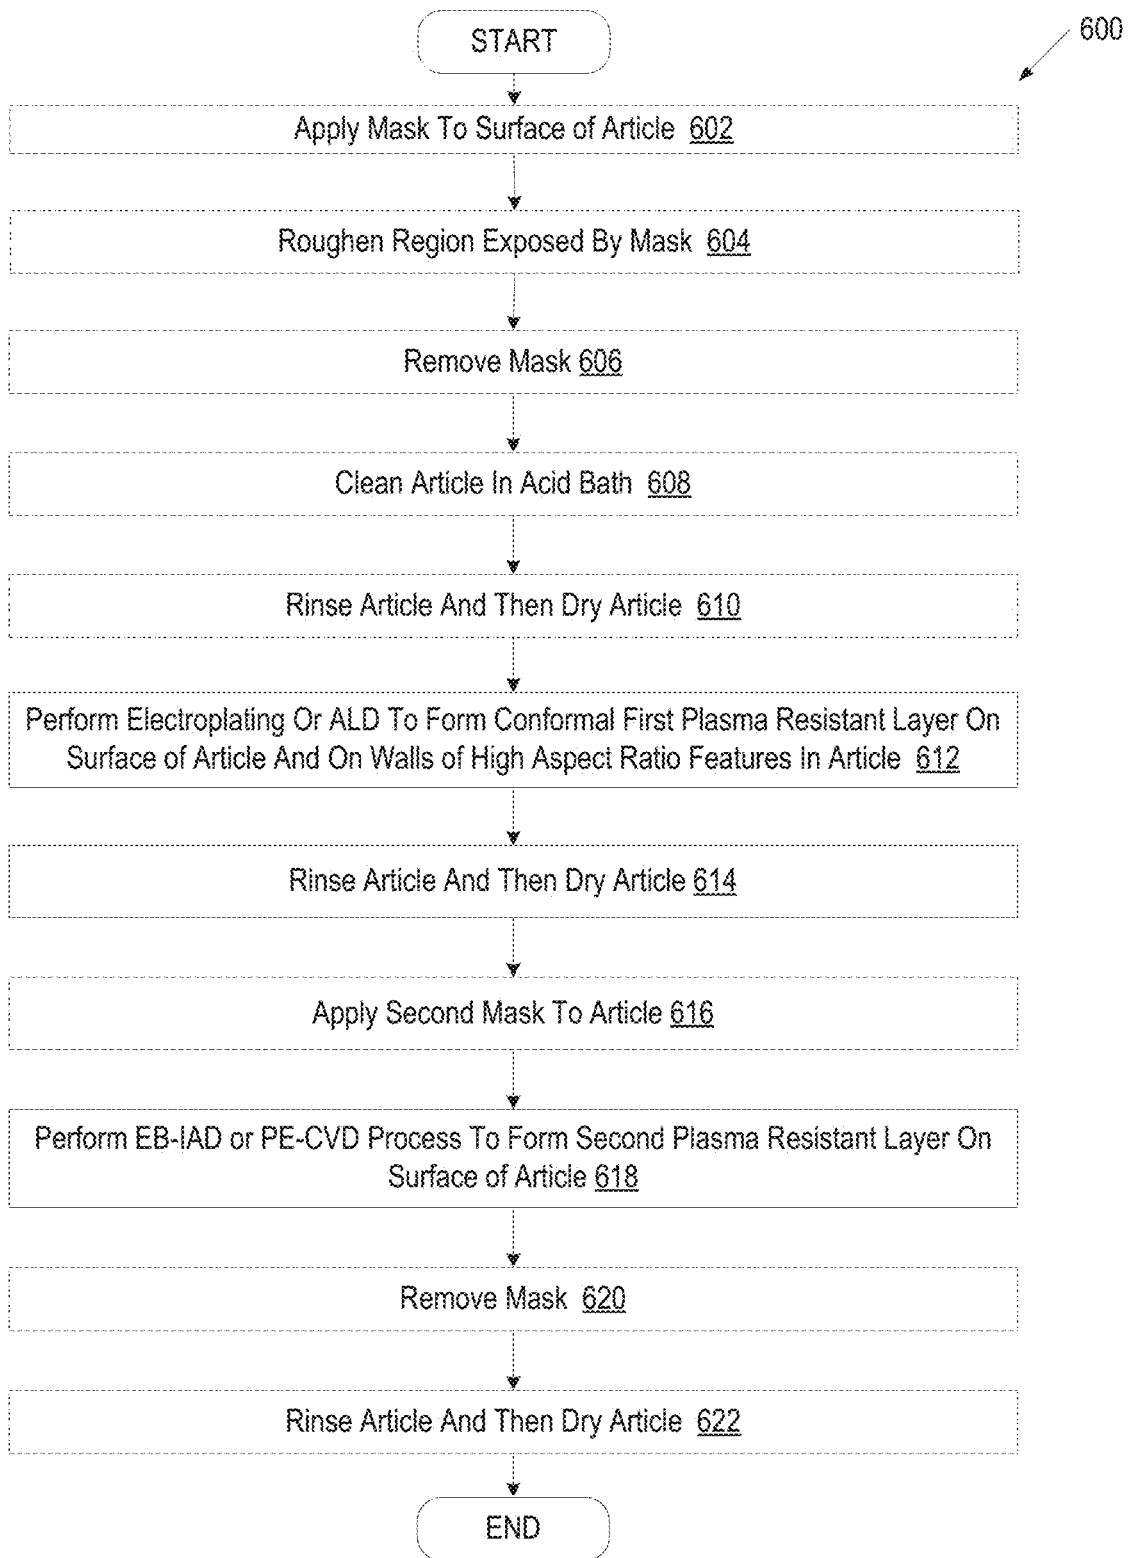 START
600
Apply Mask To Surface of Article 602
Roughen Region Exposed By Mask 604
Remove Mask 606
Clean Article In Acid Bath 608
Rinse Article And Then Dry Article 610
Perform Electroplating Or ALD To Form Conformal First Plasma Resistant Layer On
Surface of Article And On Walls of High Aspect Ratio Features In Article 612
Rinse Article And Then Dry Article 614
Apply Second Mask To Article 616
Perform EB-IAD or PE-CVD Process To Form Second Plasma Resistant Layer On
Surface of Article 618
Remove Mask 620
Rinse Article And Then Dry Article 622
END